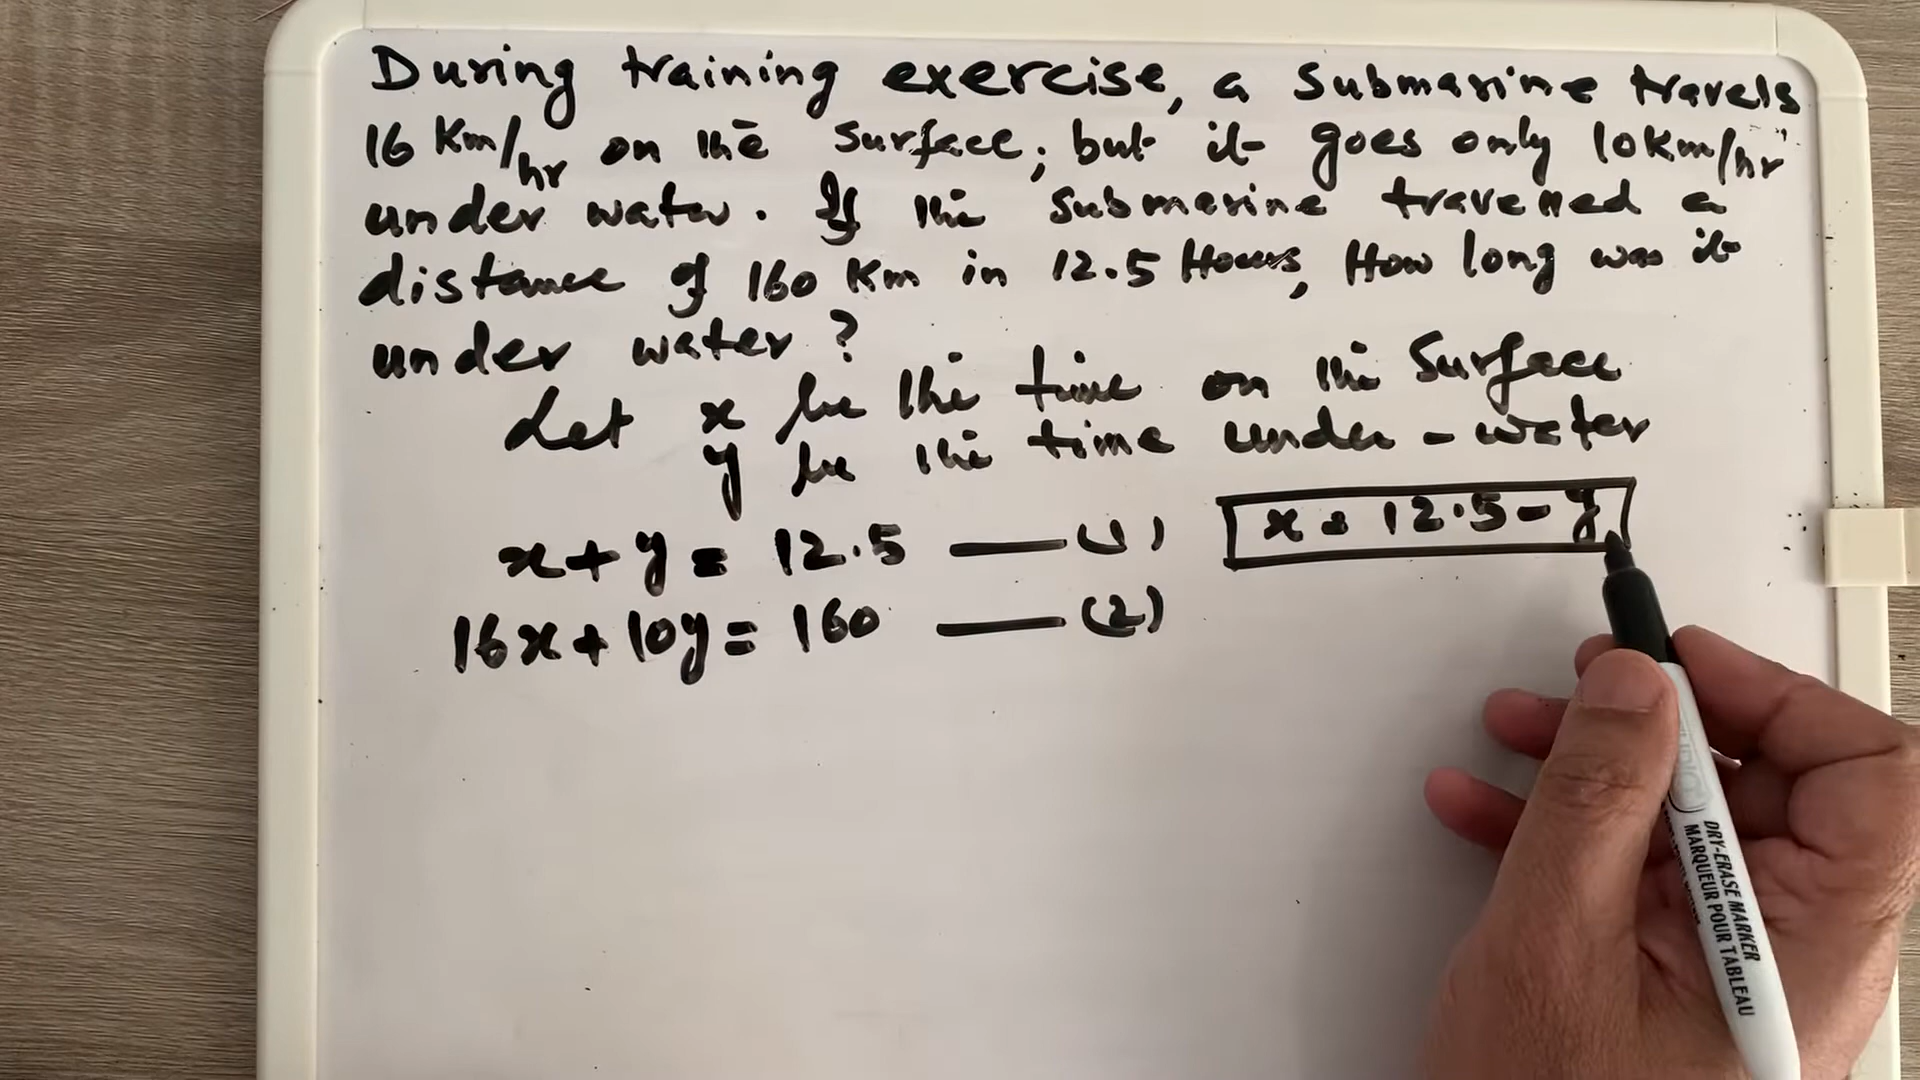 During training exercise, a submarine travels
16 Km/hr on the surface; but it goes only 10km/hr
under water. If the submarine travelled a
distance of 160 Km in 12.5 Hours, How long was it
under water?
Let x be the time on the Surface
y be the time under-water
x+y = 12.5 —— (1)
x = 12.5 - y
16x+10y = 160 —— (2)
DRY-ERASE MARKER
MARQUEUR POUR TABLEAU